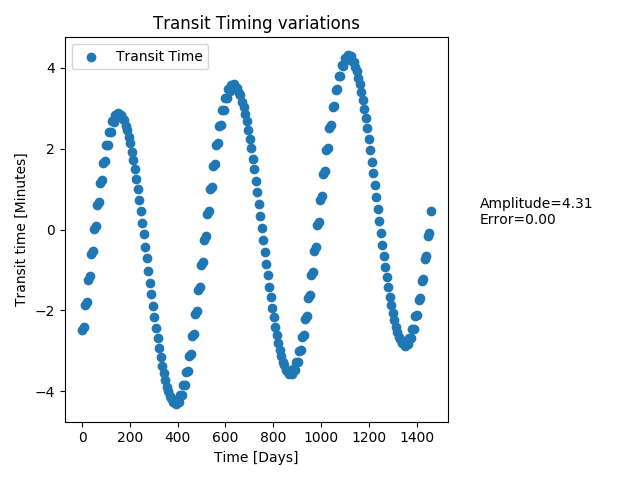 Transit Timing variations
Transit Time
Transit time [Minutes]
4
2
0
−2
−4
0 200 400 600 800 1000 1200 1400
Time [Days]
Amplitude=4.31
Error=0.00